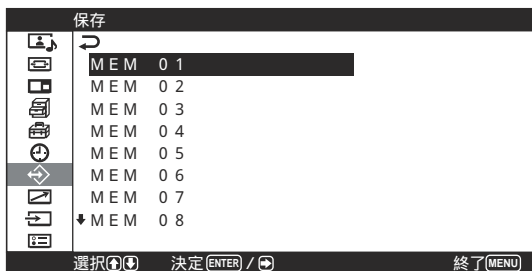 保存
MEM 01
MEM 02
MEM 03
MEM 04
MEM 05
MEM 06
MEM 07
MEM 08
選択 決定 ENTER / 終了 MENU